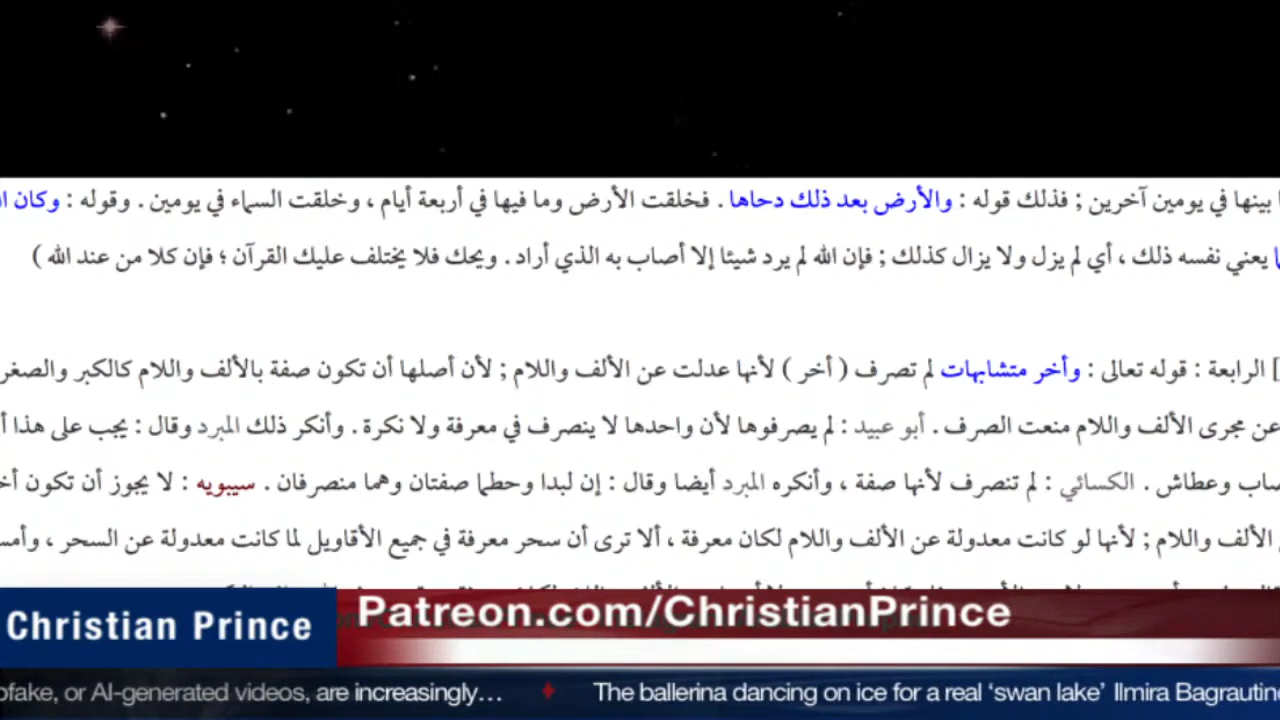 بينها في يومين آخرين ; فذلك قوله : والأرض بعد ذلك دحاها . فخلقت الأرض وما فيها في أربعة أيام ، وخلقت السماء في يومين . وقوله : وكان
يعني نفسه ذلك ، أي لم يزل ولا يزال كذلك ; فإن الله لم يرد شيئا إلا أصاب به الذي أراد . ويحك فلا يختلف عليك القرآن ؛ فإن كلا من عند الله )
] الرابعة : قوله تعالى : وأخر متشابهات لم تصرف ( أخر ) لأنها عدلت عن الألف واللام ; لأن أصلها أن تكون صفة بالألف واللام كالكبر والصغر
عن مجرى الألف واللام منعت الصرف . أبو عبيد : لم يصرفوها لأن واحدها لا ينصرف في معرفة ولا نكرة . وأنكر ذلك المبرد وقال : يجب على هذا
وعطاش . الكسائي : لم تنصرف لأنها صفة ، وأنكره المبرد أيضا وقال : إن لبدا وحطما صفتان وهما منصرفان . سيبويه : لا يجوز أن تكون
الألف واللام ; لأنها لو كانت معدولة عن الألف واللام لكان معرفة ، ألا ترى أن سحر معرفة في جميع الأقاويل لما كانت معدولة عن السحر ،
Patreon.com/ChristianPrince
Christian Prince
ofake, or AI-generated videos, are increasingly… The ballerina dancing on ice for a real ‘swan lake’ Ilmira Bagrautin